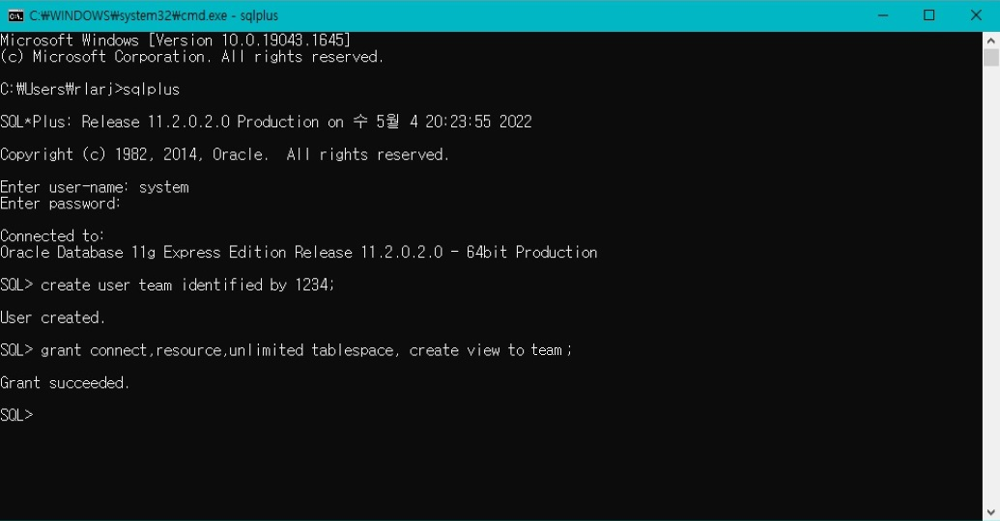 C:₩WINDOWS₩system32₩cmd.exe - sqlplus
Microsoft Windows [Version 10.0.19043.1645]
(c) Microsoft Corporation. All rights reserved.
C:₩Users₩rlarj>sqlplus
SQL*Plus: Release 11.2.0.2.0 Production on 수 5월 4 20:23:55 2022
Copyright (c) 1982, 2014, Oracle.  All rights reserved.
Enter user-name: system
Enter password:
Connected to:
Oracle Database 11g Express Edition Release 11.2.0.2.0 - 64bit Production
SQL> create user team identified by 1234;
User created.
SQL> grant connect,resource,unlimited tablespace, create view to team;
Grant succeeded.
SQL>